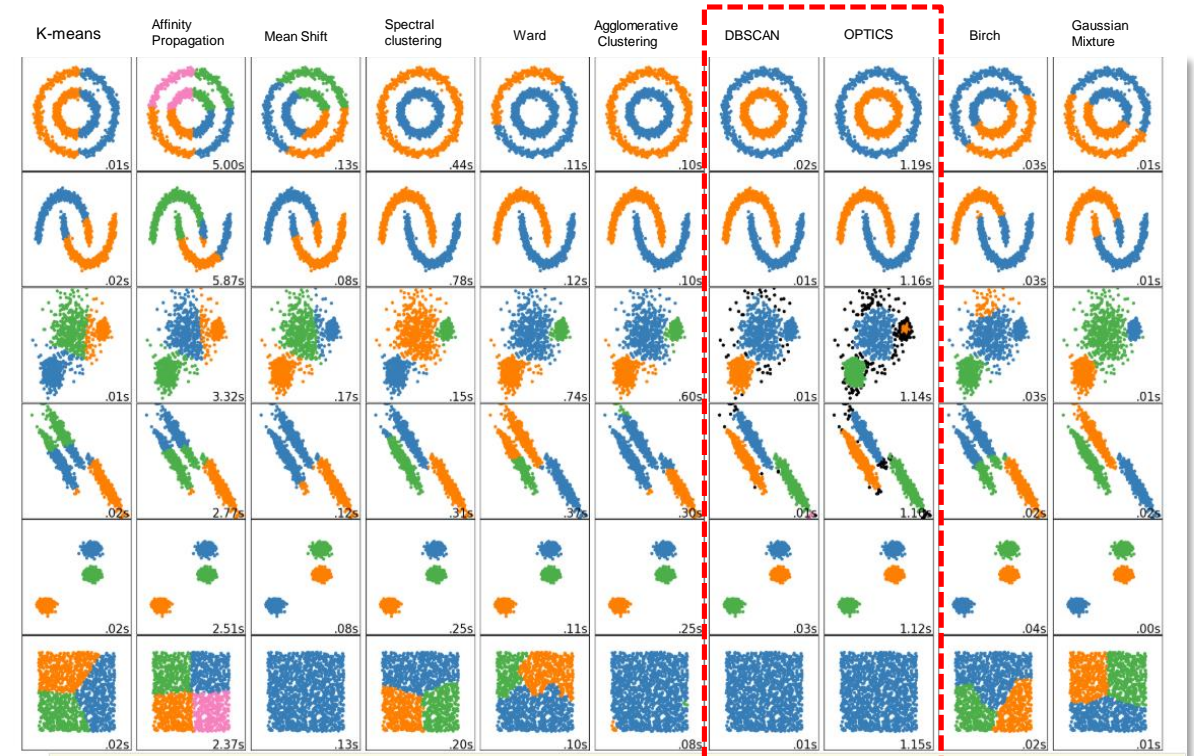 K-means
Affinity
Propagation
Mean Shift
Spectral
clustering
Ward
Agglomerative
Clustering
DBSCAN
OPTICS
Birch
Gaussian
Mixture
.01s 5.00s .13s .44s .11s .10s .02s 1.19s .03s .01s
.02s 5.87s .08s .78s .12s .10s .01s 1.16s .03s .01s
.01s 3.32s .17s .15s .74s .60s .01s 1.14s .03s .01s
.02s 2.77s .12s .31s .37s .30s .01s 1.10s .02s .02s
.02s 2.51s .08s .25s .11s .25s .03s 1.12s .04s .00s
.02s 2.37s .13s .20s .10s .08s .01s 1.15s .02s .01s